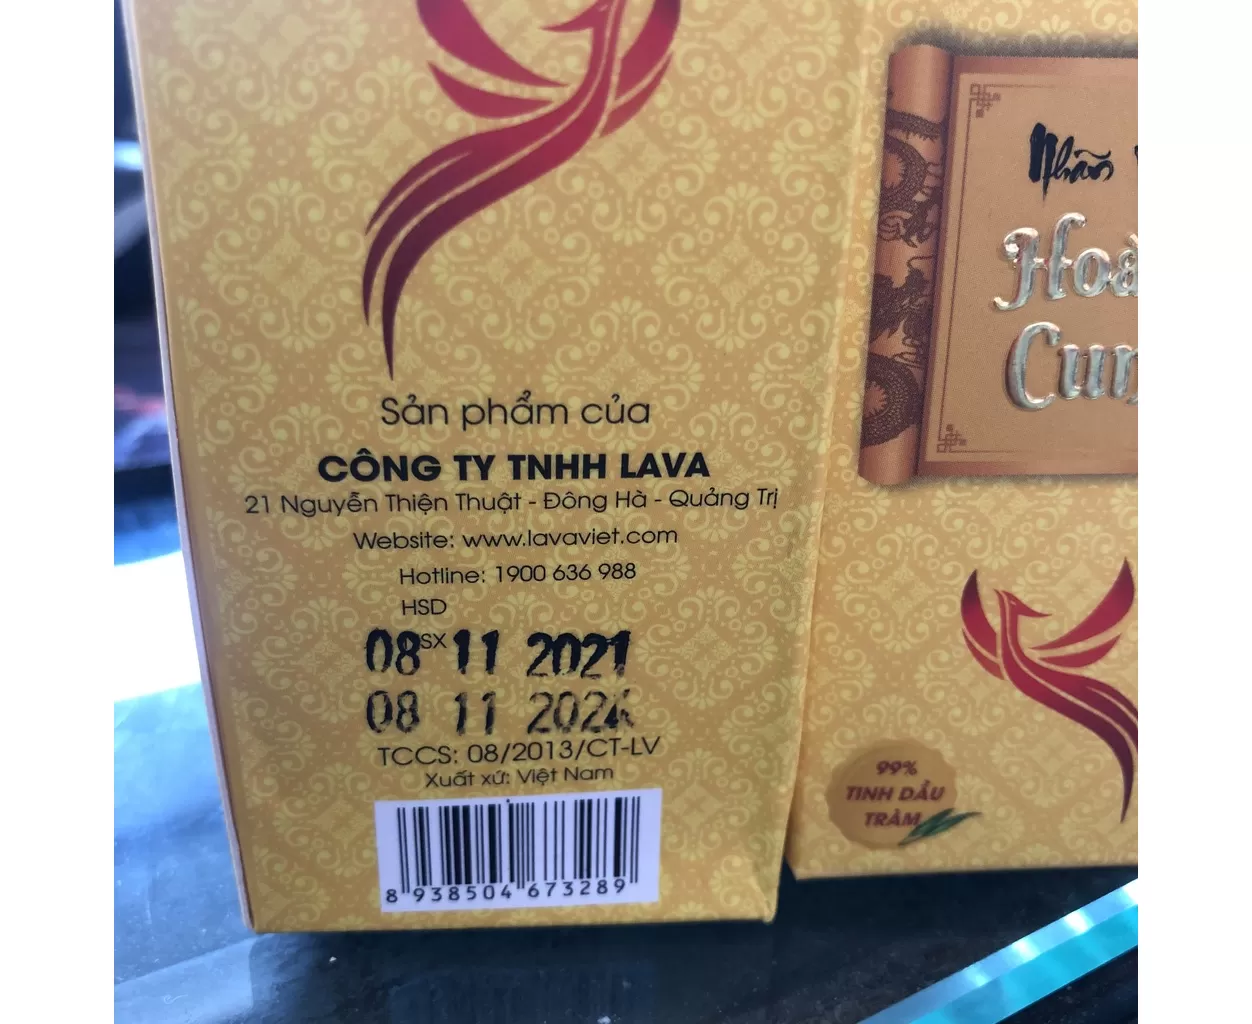 Sản phẩm của
CÔNG TY TNHH LAVA
21 Nguyễn Thiện Thuật - Đông Hà - Quảng Trị
Website: www.lavaviet.com
Hotline: 1900 636 988
HSD
SX
08 11 2021
08 11 2024
TCCS: 08/2013/CT-LV
Xuất xứ: Việt Nam
8 938504 673289
Nhãn
Hoà
Cun
99%
TINH DẦU
TRÀM